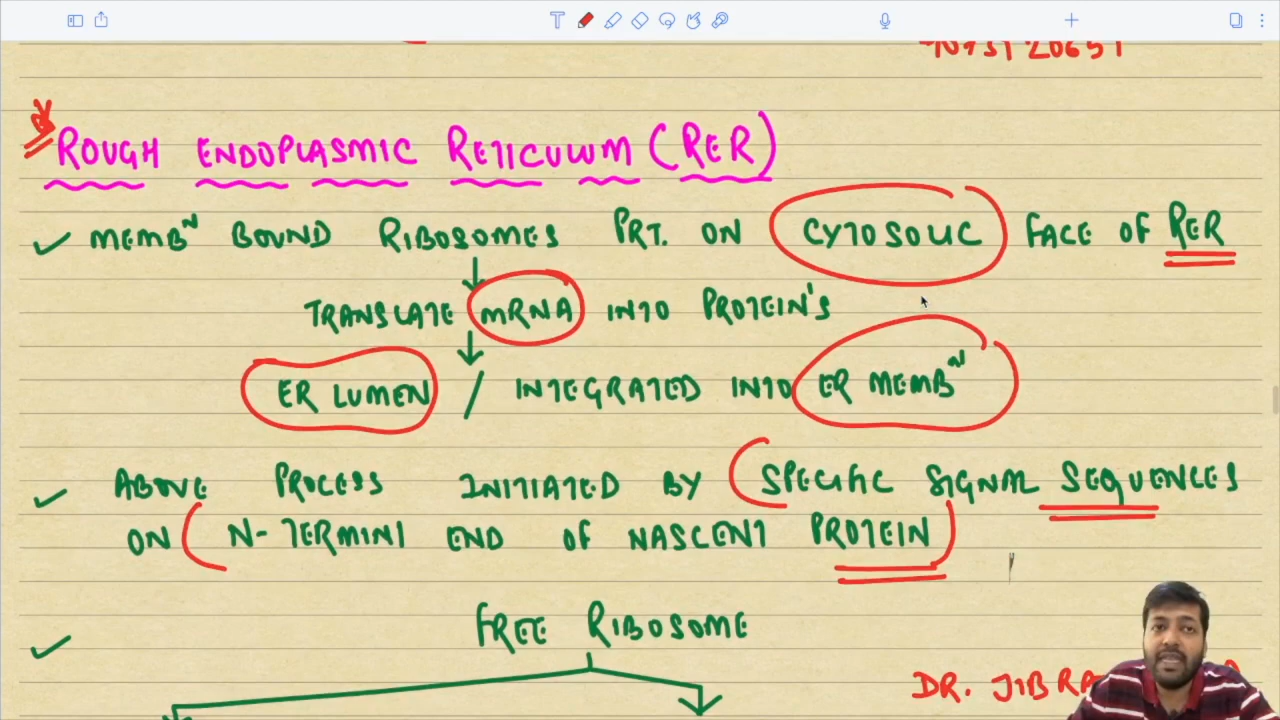 ROUGH ENDOPLASMIC RETICULUM (RER)
MEMBᴺ BOUND RIBOSOMES PRT. ON CYTOSOLIC FACE OF RER
TRANSLATE mRNA INTO PROTEIN'S
ER LUMEN / INTEGRATED INTO ER MEMBᴺ
ABOVE PROCESS INITIATED BY (SPECIFIC SIGNAL SEQUENCES
ON (N-TERMINI END OF NASCENT PROTEIN)
FREE RIBOSOME
DR. JIBRA